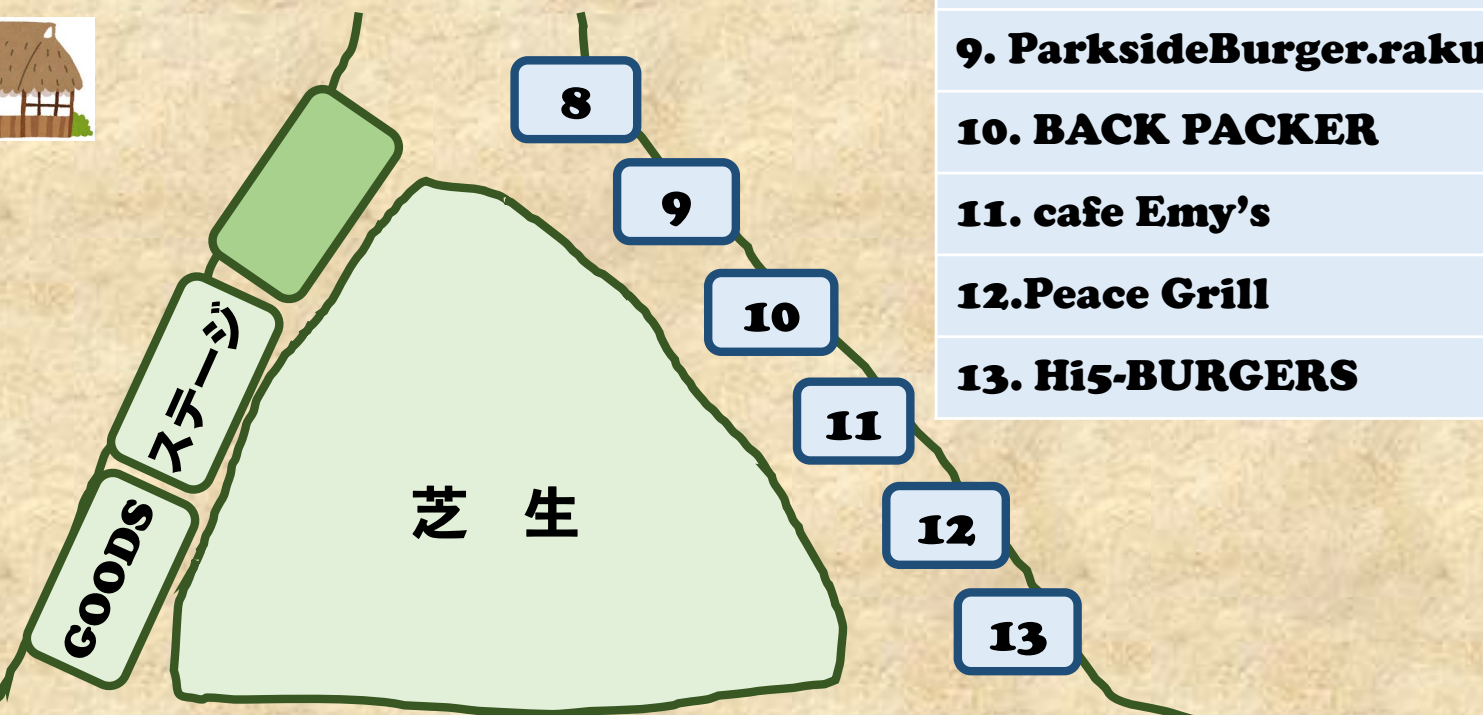 9. ParksideBurger.raku
10. BACK PACKER
11. cafe Emy’s
12.Peace Grill
13. Hi5-BURGERS
8
9
10
11
12
13
ステージ
GOODS
芝 生